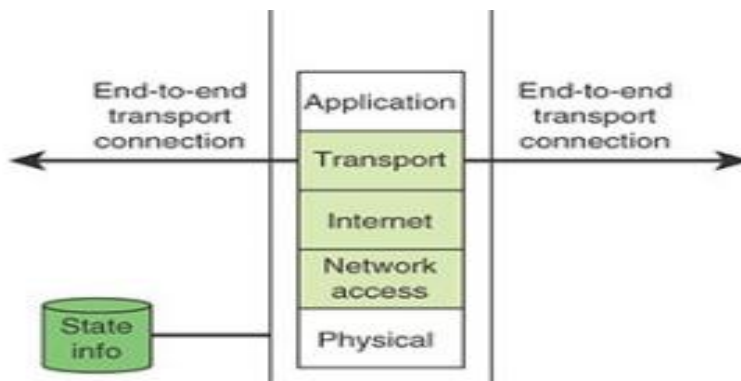 End-to-end
transport
connection
Application
Transport
Internet
Network
access
Physical
End-to-end
transport
connection
State
info